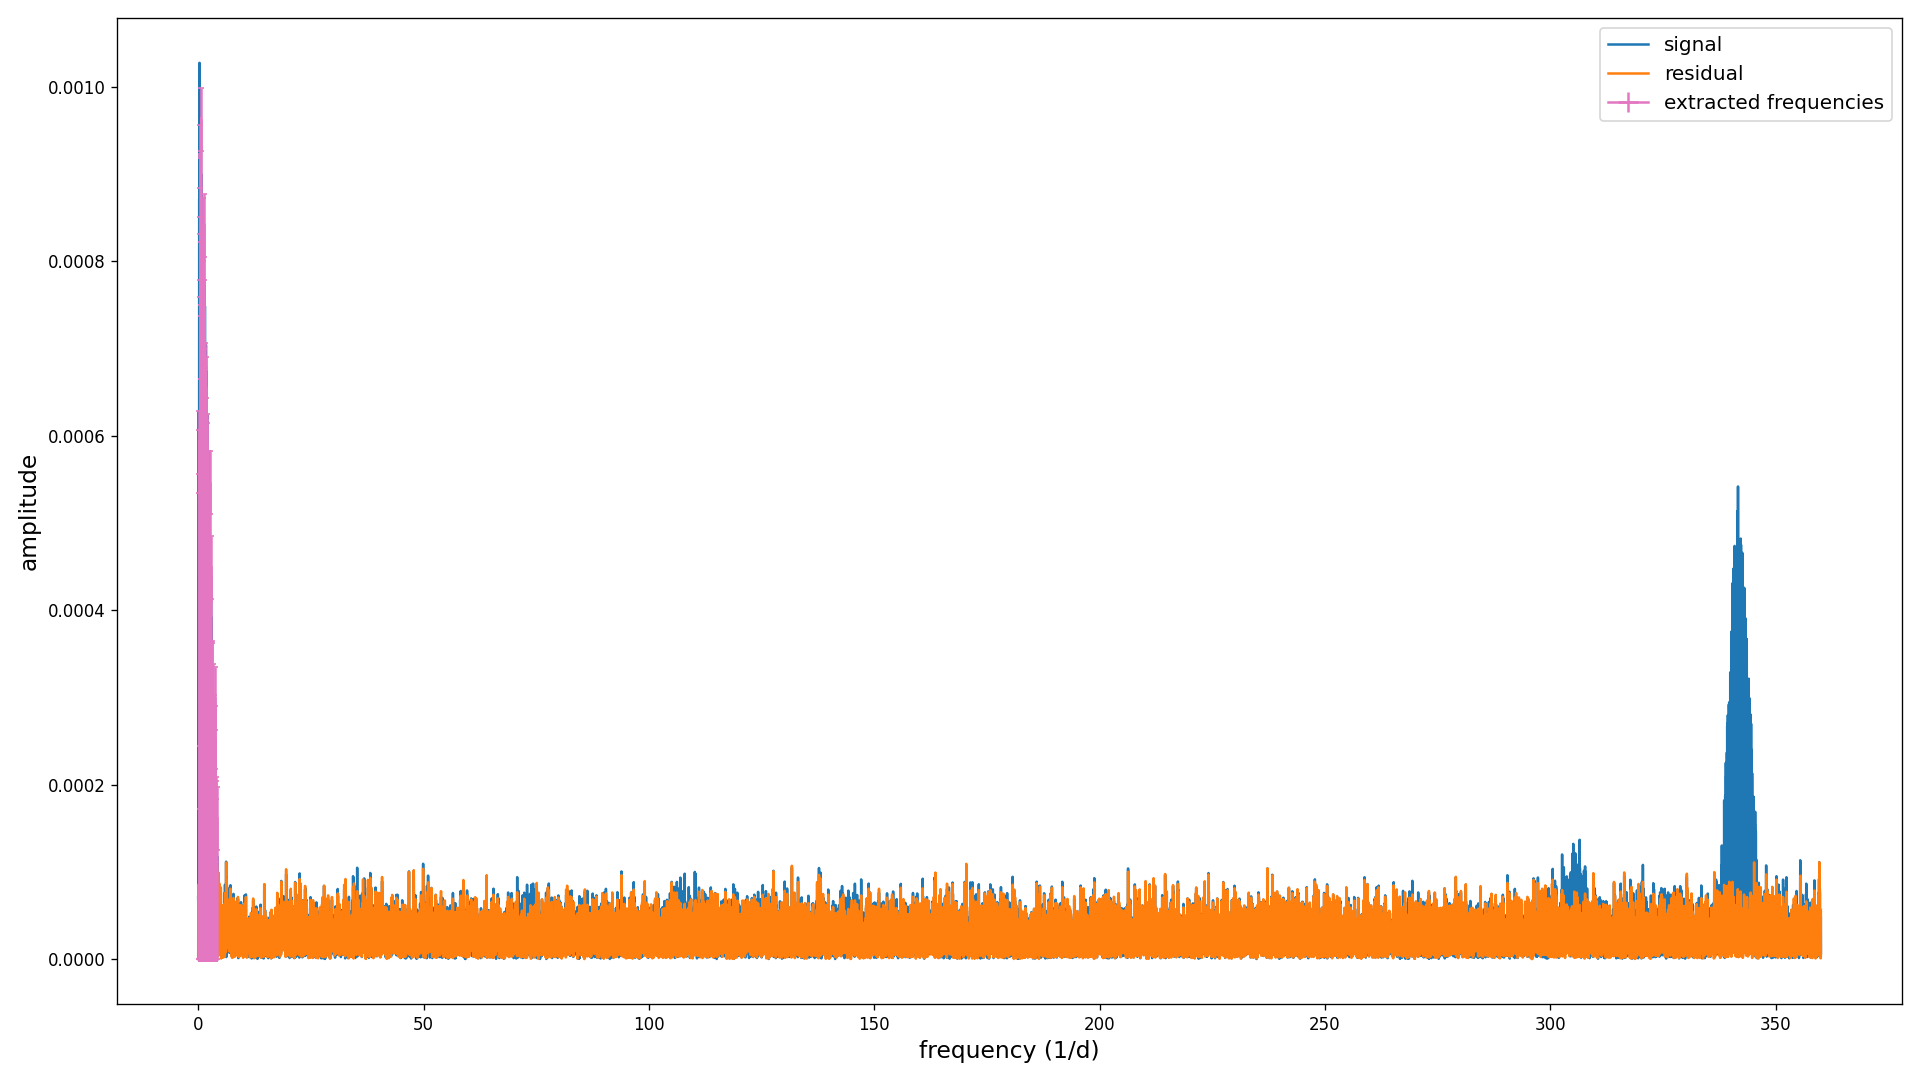 signal
residual
extracted frequencies
0.0010
0.0008
0.0006
0.0004
0.0002
0.0000
amplitude
0 50 100 150 200 250 300 350
frequency (1/d)